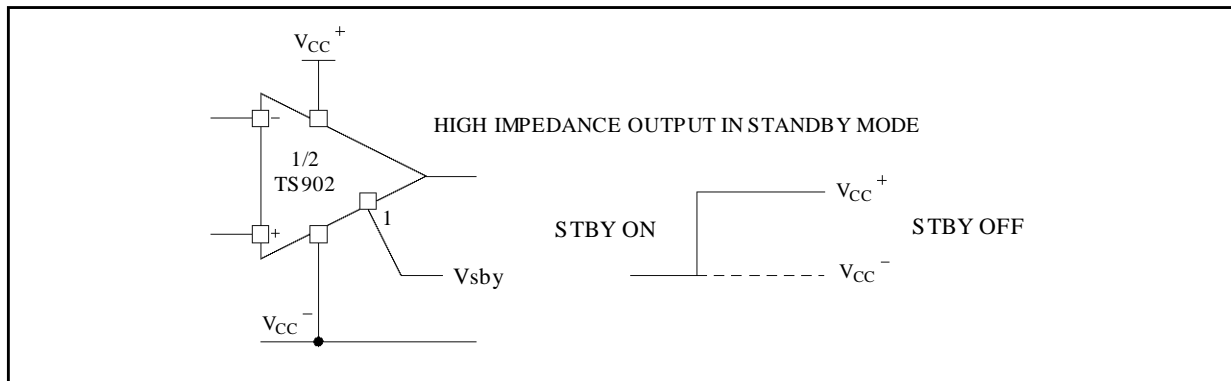 VCC+
-
HIGH IMPEDANCE OUTPUT IN STANDBY MODE
1/2
TS902
1
+
Vsby
VCC-
STBY ON
VCC+
STBY OFF
VCC-